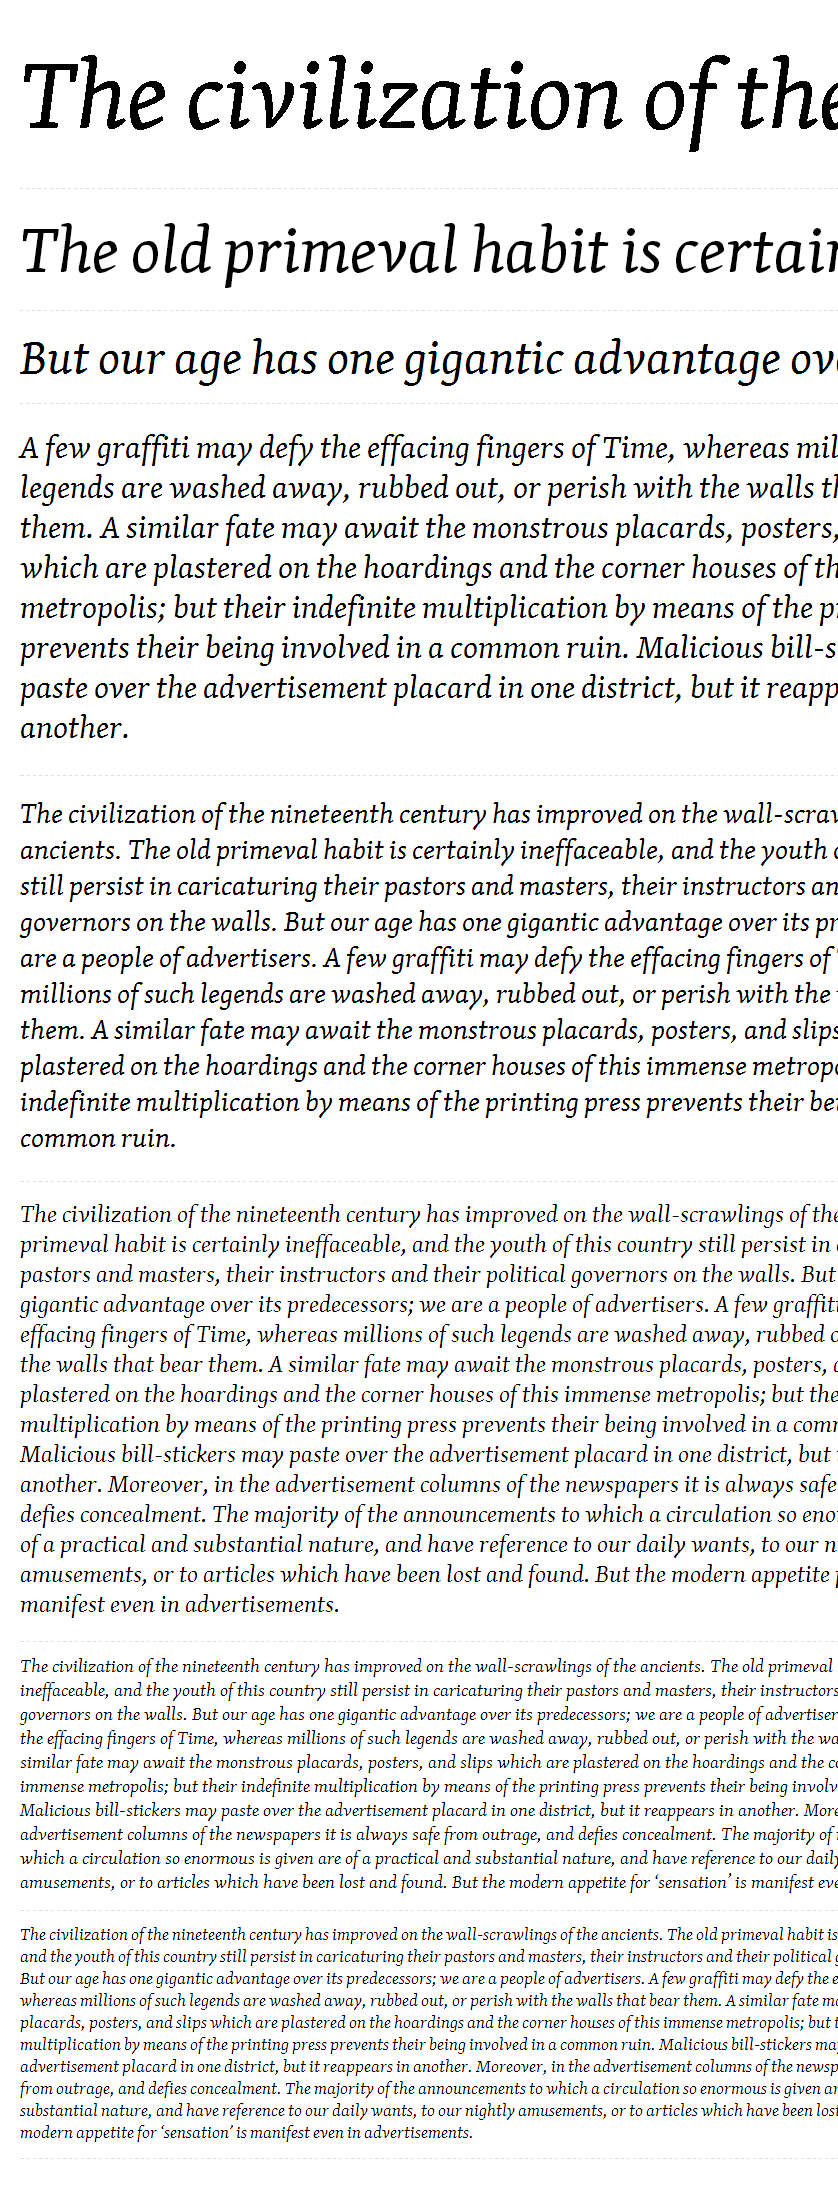 The civilization of the
The old primeval habit is certain
But our age has one gigantic advantage ov
A few graffiti may defy the effacing fingers of Time, whereas mil
legends are washed away, rubbed out, or perish with the walls th
them. A similar fate may await the monstrous placards, posters,
which are plastered on the hoardings and the corner houses of th
metropolis; but their indefinite multiplication by means of the pr
prevents their being involved in a common ruin. Malicious bill-s
paste over the advertisement placard in one district, but it reapp
another.
The civilization of the nineteenth century has improved on the wall-scraw
ancients. The old primeval habit is certainly ineffaceable, and the youth o
still persist in caricaturing their pastors and masters, their instructors an
governors on the walls. But our age has one gigantic advantage over its pr
are a people of advertisers. A few graffiti may defy the effacing fingers of
millions of such legends are washed away, rubbed out, or perish with the
them. A similar fate may await the monstrous placards, posters, and slips
plastered on the hoardings and the corner houses of this immense metropo
indefinite multiplication by means of the printing press prevents their bei
common ruin.
The civilization of the nineteenth century has improved on the wall-scrawlings of the
primeval habit is certainly ineffaceable, and the youth of this country still persist in
pastors and masters, their instructors and their political governors on the walls. But
gigantic advantage over its predecessors; we are a people of advertisers. A few graffiti
effacing fingers of Time, whereas millions of such legends are washed away, rubbed o
the walls that bear them. A similar fate may await the monstrous placards, posters, a
plastered on the hoardings and the corner houses of this immense metropolis; but the
multiplication by means of the printing press prevents their being involved in a comm
Malicious bill-stickers may paste over the advertisement placard in one district, but
another. Moreover, in the advertisement columns of the newspapers it is always safe
defies concealment. The majority of the announcements to which a circulation so enor
of a practical and substantial nature, and have reference to our daily wants, to our n
amusements, or to articles which have been lost and found. But the modern appetite
manifest even in advertisements.
The civilization of the nineteenth century has improved on the wall-scrawlings of the ancients. The old primeval
ineffaceable, and the youth of this country still persist in caricaturing their pastors and masters, their instructors
governors on the walls. But our age has one gigantic advantage over its predecessors; we are a people of advertiser
the effacing fingers of Time, whereas millions of such legends are washed away, rubbed out, or perish with the wa
similar fate may await the monstrous placards, posters, and slips which are plastered on the hoardings and the co
immense metropolis; but their indefinite multiplication by means of the printing press prevents their being involv
Malicious bill-stickers may paste over the advertisement placard in one district, but it reappears in another. More
advertisement columns of the newspapers it is always safe from outrage, and defies concealment. The majority of
which a circulation so enormous is given are of a practical and substantial nature, and have reference to our daily
amusements, or to articles which have been lost and found. But the modern appetite for ‘sensation’ is manifest eve
The civilization of the nineteenth century has improved on the wall-scrawlings of the ancients. The old primeval habit is
and the youth of this country still persist in caricaturing their pastors and masters, their instructors and their political g
But our age has one gigantic advantage over its predecessors; we are a people of advertisers. A few graffiti may defy the e
whereas millions of such legends are washed away, rubbed out, or perish with the walls that bear them. A similar fate ma
placards, posters, and slips which are plastered on the hoardings and the corner houses of this immense metropolis; but t
multiplication by means of the printing press prevents their being involved in a common ruin. Malicious bill-stickers may
advertisement placard in one district, but it reappears in another. Moreover, in the advertisement columns of the newsp
from outrage, and defies concealment. The majority of the announcements to which a circulation so enormous is given ar
substantial nature, and have reference to our daily wants, to our nightly amusements, or to articles which have been lost
modern appetite for ‘sensation’ is manifest even in advertisements.